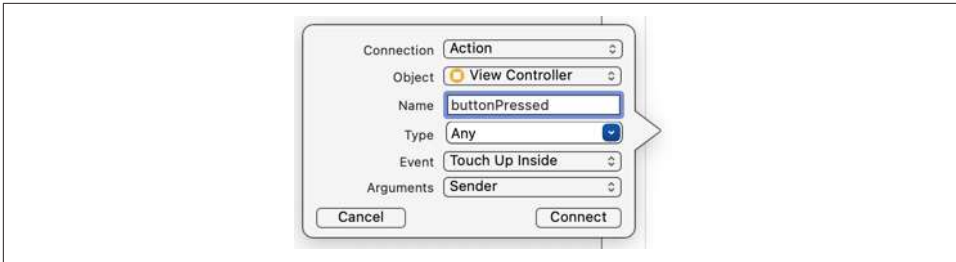 Connection Action
Object View Controller
Name buttonPressed
Type Any
Event Touch Up Inside
Arguments Sender
Cancel Connect